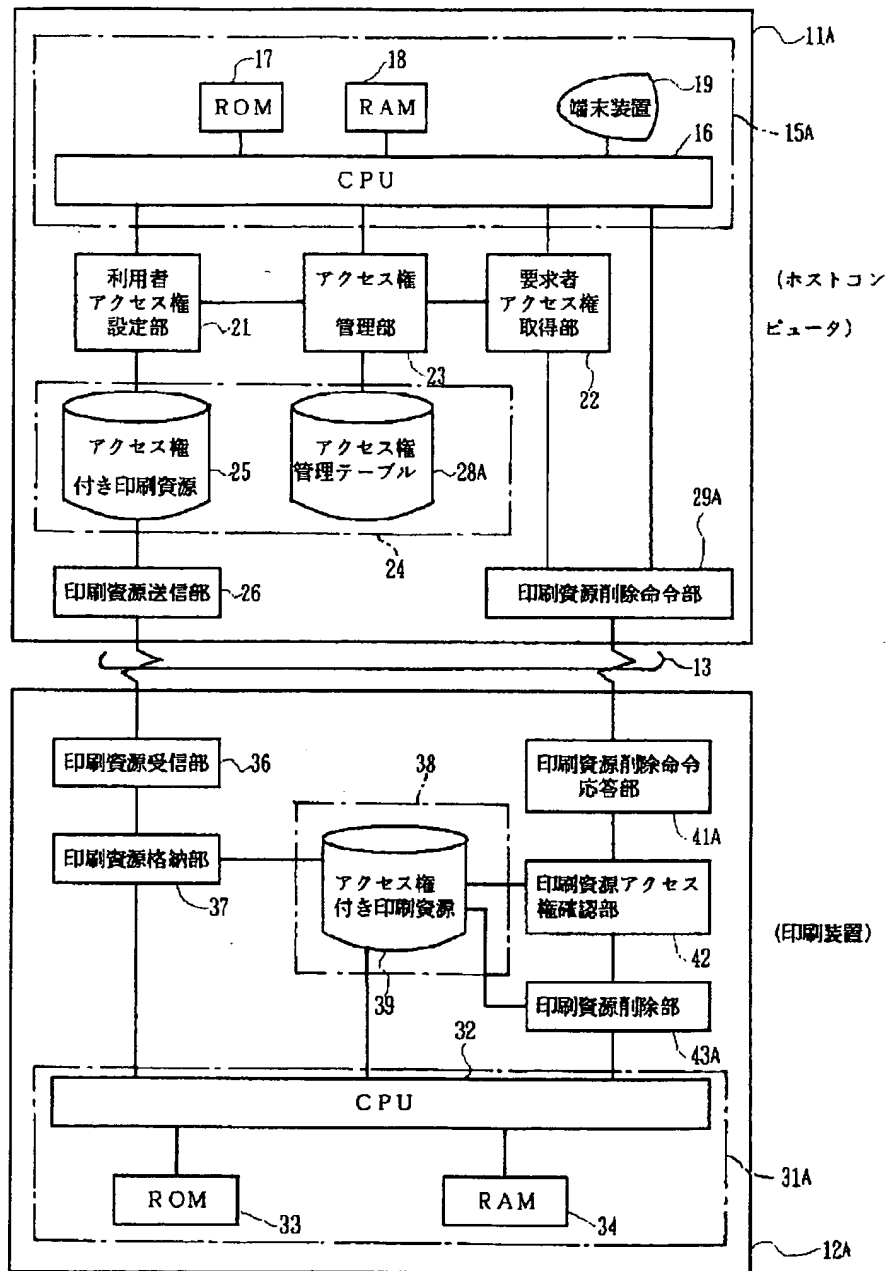 11A
17
18
19
ROM
RAM
端末装置
16
15A
CPU
利用者
アクセス権
設定部
21
アクセス権
管理部
23
要求者
アクセス権
取得部
22
(ホストコン
ピュータ)
アクセス権
付き印刷資源
25
アクセス権
管理テーブル
28A
24
29A
印刷資源送信部
26
印刷資源削除命令部
13
印刷資源受信部
36
38
印刷資源削除命令
応答部
41A
印刷資源格納部
37
アクセス権
付き印刷資源
39
印刷資源アクセス
権確認部
42
(印刷装置)
印刷資源削除部
43A
32
CPU
31A
ROM
33
RAM
34
12A